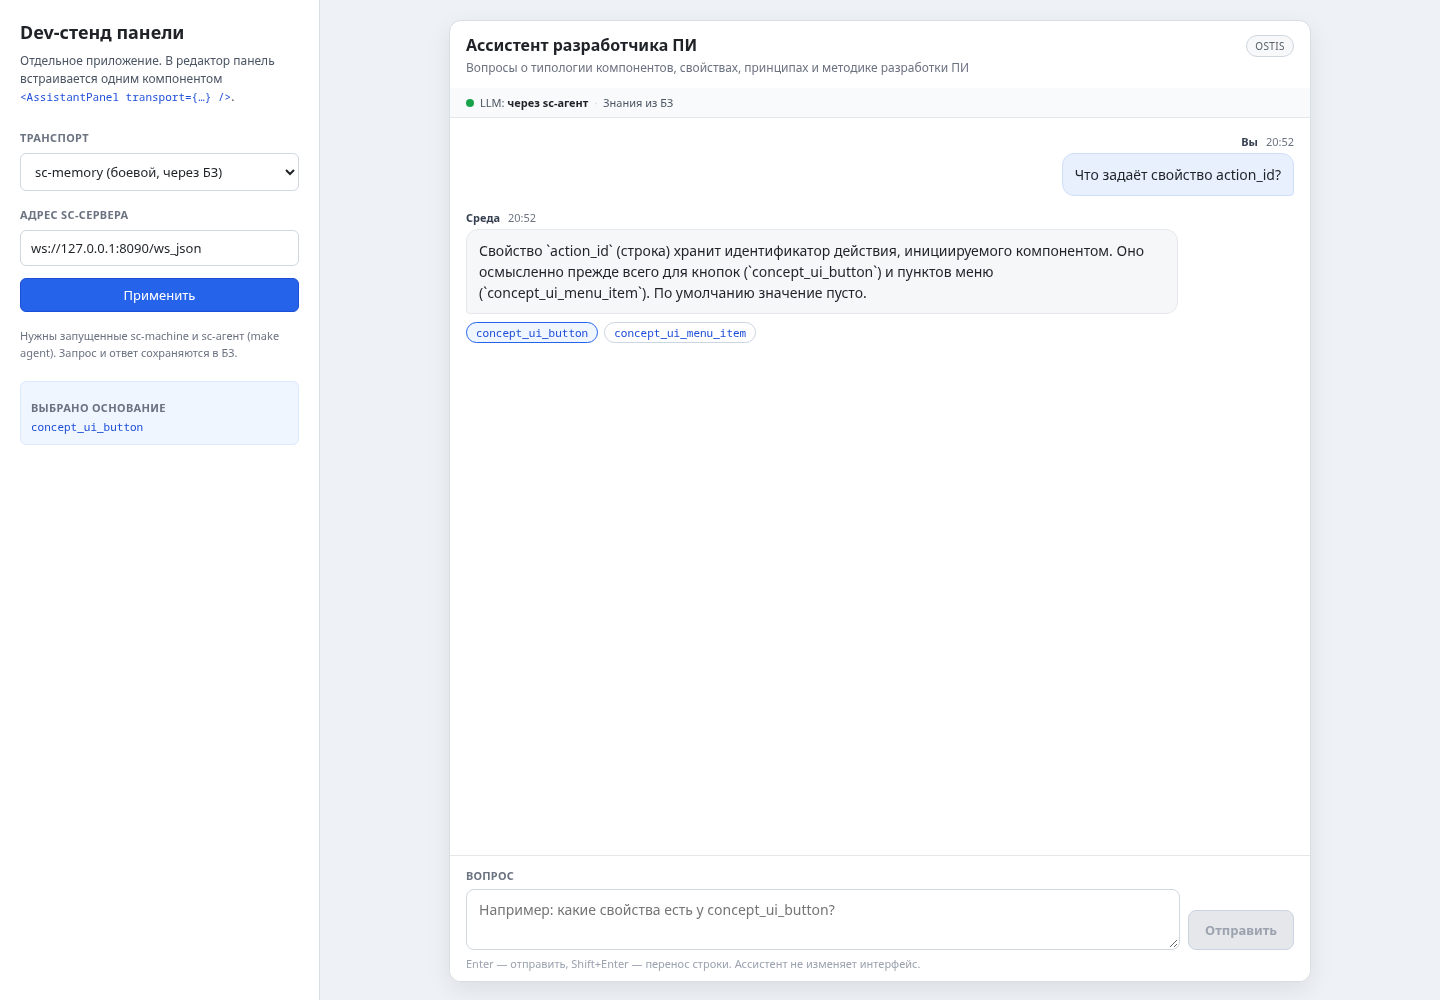 Dev-стенд панели
Отдельное приложение. В редактор панель
встраивается одним компонентом
<AssistantPanel transport={…} />.
ТРАНСПОРТ
sc-memory (боевой, через БЗ)
АДРЕС SC-СЕРВЕРА
ws://127.0.0.1:8090/ws_json
Применить
Нужны запущенные sc-machine и sc-агент (make
agent). Запрос и ответ сохраняются в БЗ.
ВЫБРАНО ОСНОВАНИЕ
concept_ui_button
Ассистент разработчика ПИ
OSTIS
Вопросы о типологии компонентов, свойствах, принципах и методике разработки ПИ
LLM: через sc-агент · Знания из БЗ
Вы 20:52
Что задаёт свойство action_id?
Среда 20:52
Свойство `action_id` (строка) хранит идентификатор действия, инициируемого компонентом. Оно
осмысленно прежде всего для кнопок (`concept_ui_button`) и пунктов меню
(`concept_ui_menu_item`). По умолчанию значение пусто.
concept_ui_button concept_ui_menu_item
ВОПРОС
Например: какие свойства есть у concept_ui_button?
Отправить
Enter — отправить, Shift+Enter — перенос строки. Ассистент не изменяет интерфейс.